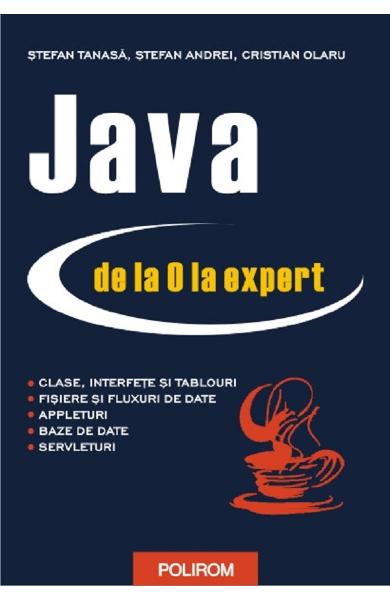 ȘTEFAN TANASĂ, ȘTEFAN ANDREI, CRISTIAN OLARU
Java
de la 0 la expert
• CLASE, INTERFEȚE ȘI TABLOURI
• FIȘIERE ȘI FLUXURI DE DATE
• APPLETURI
• BAZE DE DATE
• SERVLETURI
POLIROM